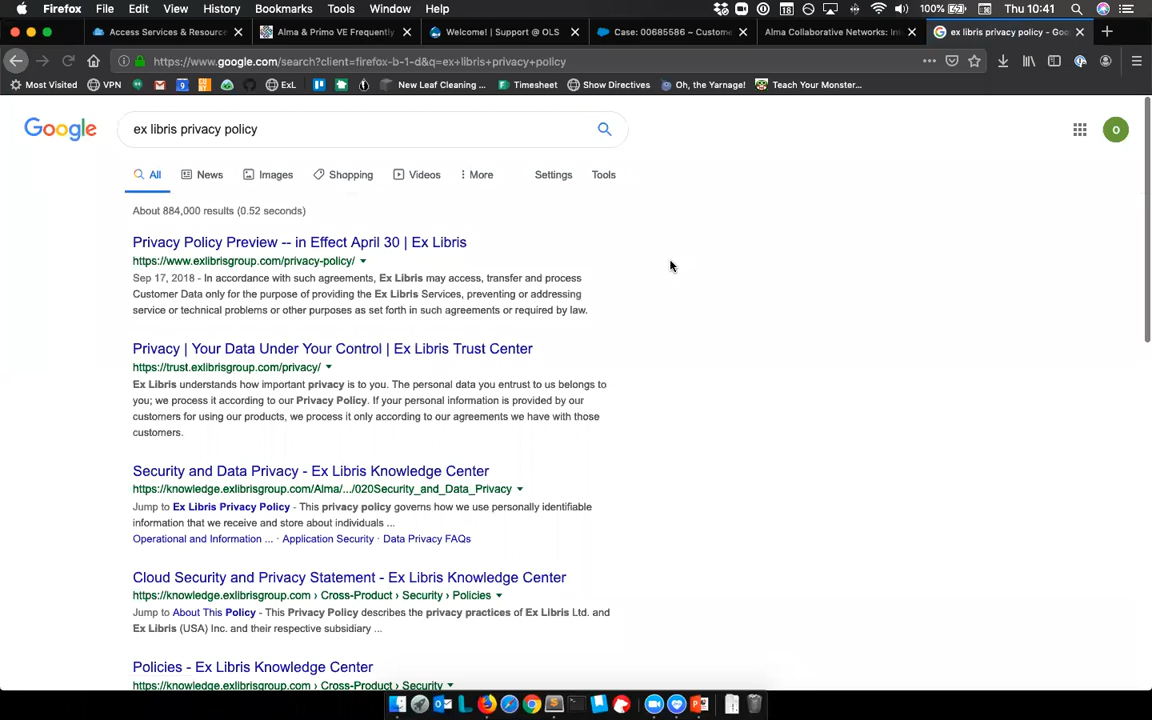 Firefox File Edit View History Bookmarks Tools Window Help 18 100% Thu 10:41
Access Services & Resource × Alma & Primo VE Frequently × Welcome! | Support @ OLS × Case: 00685586 ~ Custome × Alma Collaborative Networks: In × ex libris privacy policy - Goo × +
https://www.google.com/search?client=firefox-b-1-d&q=ex+libris+privacy+policy
Most Visited VPN 9 ExL New Leaf Cleaning ... Timesheet Show Directives Oh, the Yarnage! Teach Your Monster...
Google ex libris privacy policy O
All News Images Shopping Videos More Settings Tools
About 884,000 results (0.52 seconds)
Privacy Policy Preview -- in Effect April 30 | Ex Libris
https://www.exlibrisgroup.com/privacy-policy/
Sep 17, 2018 - In accordance with such agreements, Ex Libris may access, transfer and process
Customer Data only for the purpose of providing the Ex Libris Services, preventing or addressing
service or technical problems or other purposes as set forth in such agreements or required by law.
Privacy | Your Data Under Your Control | Ex Libris Trust Center
https://trust.exlibrisgroup.com/privacy/
Ex Libris understands how important privacy is to you. The personal data you entrust to us belongs to
you; we process it according to our Privacy Policy. If your personal information is provided by our
customers for using our products, we process it only according to our agreements we have with those
customers.
Security and Data Privacy - Ex Libris Knowledge Center
https://knowledge.exlibrisgroup.com/Alma/.../020Security_and_Data_Privacy
Jump to Ex Libris Privacy Policy - This privacy policy governs how we use personally identifiable
information that we receive and store about individuals ...
Operational and Information ... · Application Security · Data Privacy FAQs
Cloud Security and Privacy Statement - Ex Libris Knowledge Center
https://knowledge.exlibrisgroup.com › Cross-Product › Security › Policies
Jump to About This Policy - This Privacy Policy describes the privacy practices of Ex Libris Ltd. and
Ex Libris (USA) Inc. and their respective subsidiary ...
Policies - Ex Libris Knowledge Center
https://knowledge.exlibrisgroup.com › Cross-Product › Security